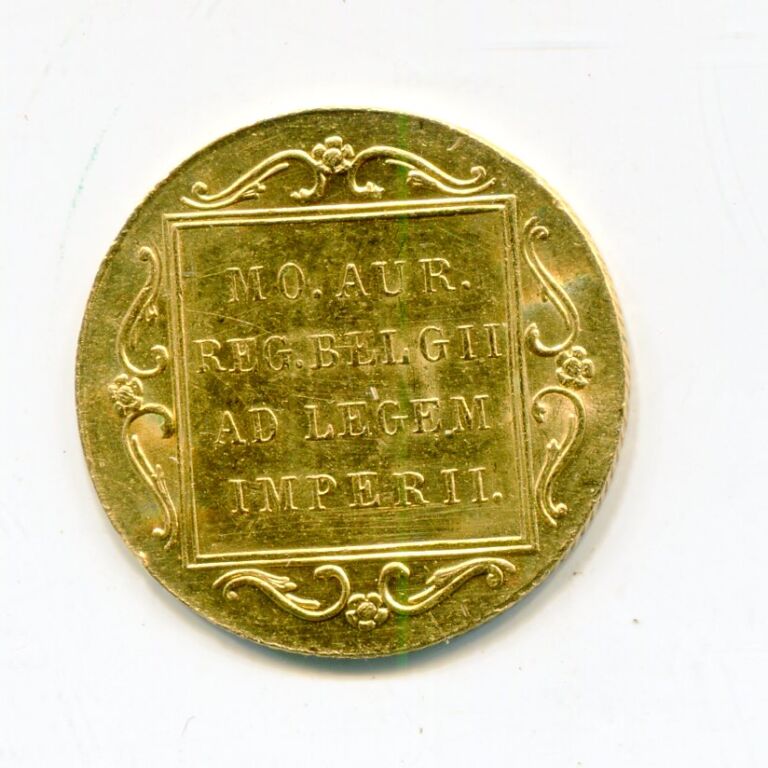 MO. AUR.
REG. BELGII
AD LEGEM
IMPERII.